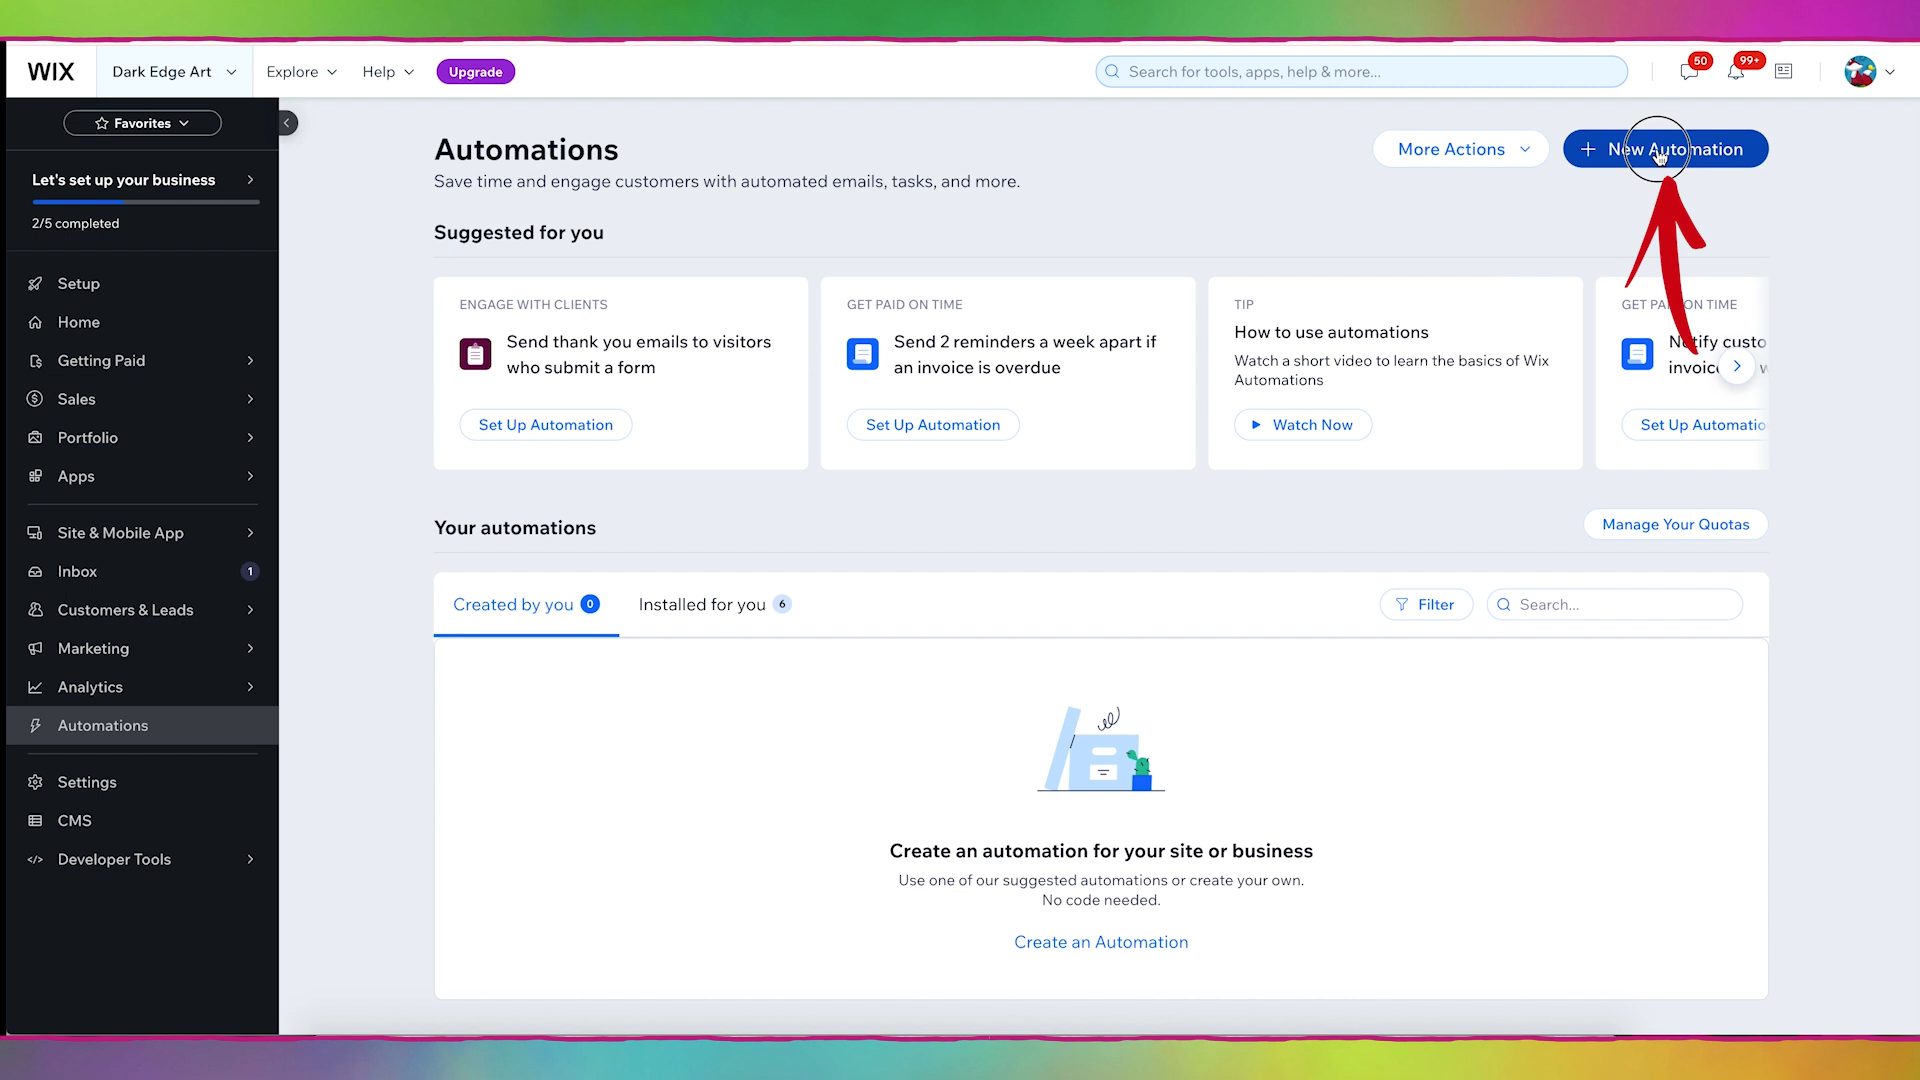 WIX
Dark Edge Art
Explore
Help
Upgrade
Search for tools, apps, help & more...
50
99+
Favorites
Let's set up your business
2/5 completed
Setup
Home
Getting Paid
Sales
Portfolio
Apps
Site & Mobile App
Inbox
1
Customers & Leads
Marketing
Analytics
Automations
Settings
CMS
Developer Tools
Automations
Save time and engage customers with automated emails, tasks, and more.
More Actions
+ New Automation
Suggested for you
ENGAGE WITH CLIENTS
Send thank you emails to visitors
who submit a form
Set Up Automation
GET PAID ON TIME
Send 2 reminders a week apart if
an invoice is overdue
Set Up Automation
TIP
How to use automations
Watch a short video to learn the basics of Wix
Automations
Watch Now
GET PAID ON TIME
Notify custo
invoic
Set Up Automatio
Your automations
Manage Your Quotas
Created by you 0
Installed for you 6
Filter
Search...
Create an automation for your site or business
Use one of our suggested automations or create your own.
No code needed.
Create an Automation